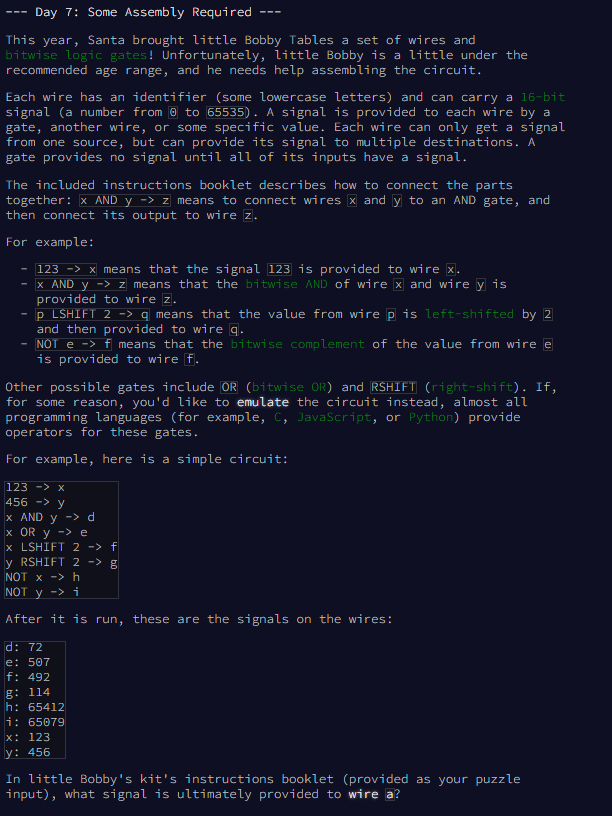 --- Day 7: Some Assembly Required ---
This year, Santa brought little Bobby Tables a set of wires and
bitwise logic gates! Unfortunately, little Bobby is a little under the
recommended age range, and he needs help assembling the circuit.
Each wire has an identifier (some lowercase letters) and can carry a 16-bit
signal (a number from 0 to 65535). A signal is provided to each wire by a
gate, another wire, or some specific value. Each wire can only get a signal
from one source, but can provide its signal to multiple destinations. A
gate provides no signal until all of its inputs have a signal.
The included instructions booklet describes how to connect the parts
together: x AND y -> z means to connect wires x and y to an AND gate, and
then connect its output to wire z.
For example:
- 123 -> x means that the signal 123 is provided to wire x.
- x AND y -> z means that the bitwise AND of wire x and wire y is
provided to wire z.
- p LSHIFT 2 -> q means that the value from wire p is left-shifted by 2
and then provided to wire q.
- NOT e -> f means that the bitwise complement of the value from wire e
is provided to wire f.
Other possible gates include OR (bitwise OR) and RSHIFT (right-shift). If,
for some reason, you'd like to emulate the circuit instead, almost all
programming languages (for example, C, JavaScript, or Python) provide
operators for these gates.
For example, here is a simple circuit:
123 -> x
456 -> y
x AND y -> d
x OR y -> e
x LSHIFT 2 -> f
y RSHIFT 2 -> g
NOT x -> h
NOT y -> i
After it is run, these are the signals on the wires:
d: 72
e: 507
f: 492
g: 114
h: 65412
i: 65079
x: 123
y: 456
In little Bobby's kit's instructions booklet (provided as your puzzle
input), what signal is ultimately provided to wire a?